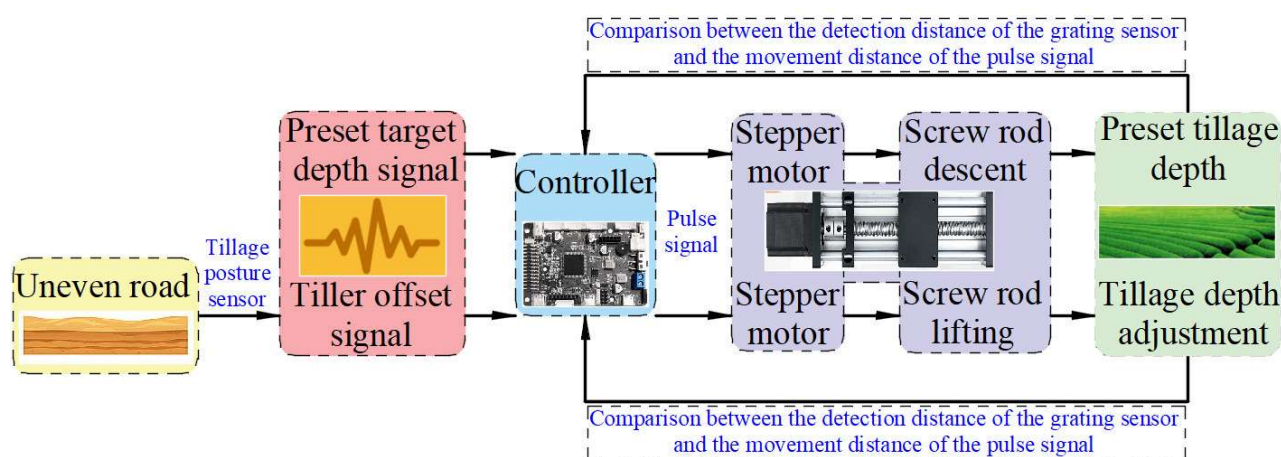 Comparison between the detection distance of the grating sensor
and the movement distance of the pulse signal
Preset target
depth signal
Stepper
motor
Screw rod
descent
Preset tillage
depth
Controller
Pulse
signal
Tillage
posture
sensor
Uneven road
Tiller offset
signal
Stepper
motor
Screw rod
lifting
Tillage depth
adjustment
Comparison between the detection distance of the grating sensor
and the movement distance of the pulse signal